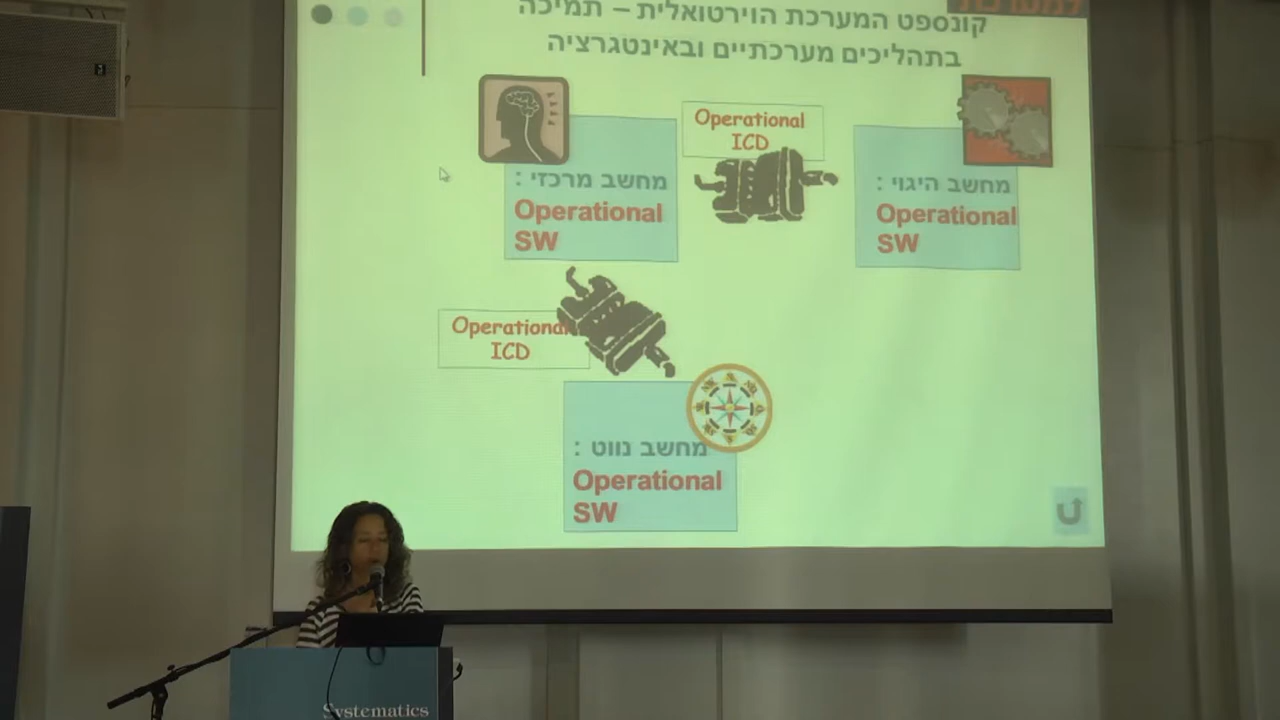 למערכת
קונספט המערכת הוירטואלית – תמיכה
בתהליכים מערכתיים ובאינטגרציה
Operational
ICD
מחשב מרכזי :
Operational
SW
מחשב היגוי :
Operational
SW
Operational
ICD
מחשב נווט :
Operational
SW
Systematics